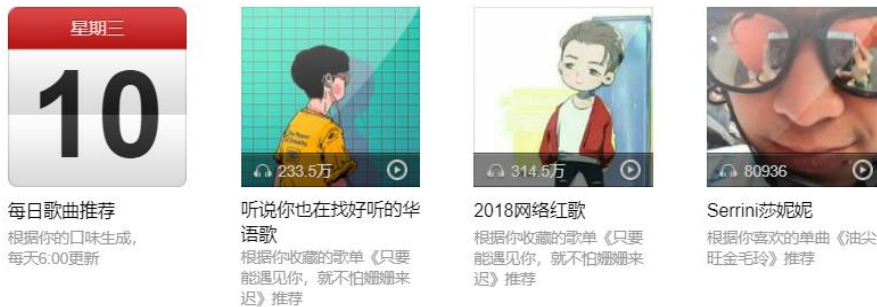 星期三
10
233.5万
314.5万
80936
每日歌曲推荐
根据你的口味生成,
每天6:00更新
听说你也在找好听的华
语歌
根据你收藏的歌单《只要
能遇见你，就不怕姗姗来
迟》推荐
2018网络红歌
根据你收藏的歌单《只要
能遇见你，就不怕姗姗来
迟》推荐
Serrini莎妮妮
根据你喜欢的单曲《油尖
旺金毛玲》推荐